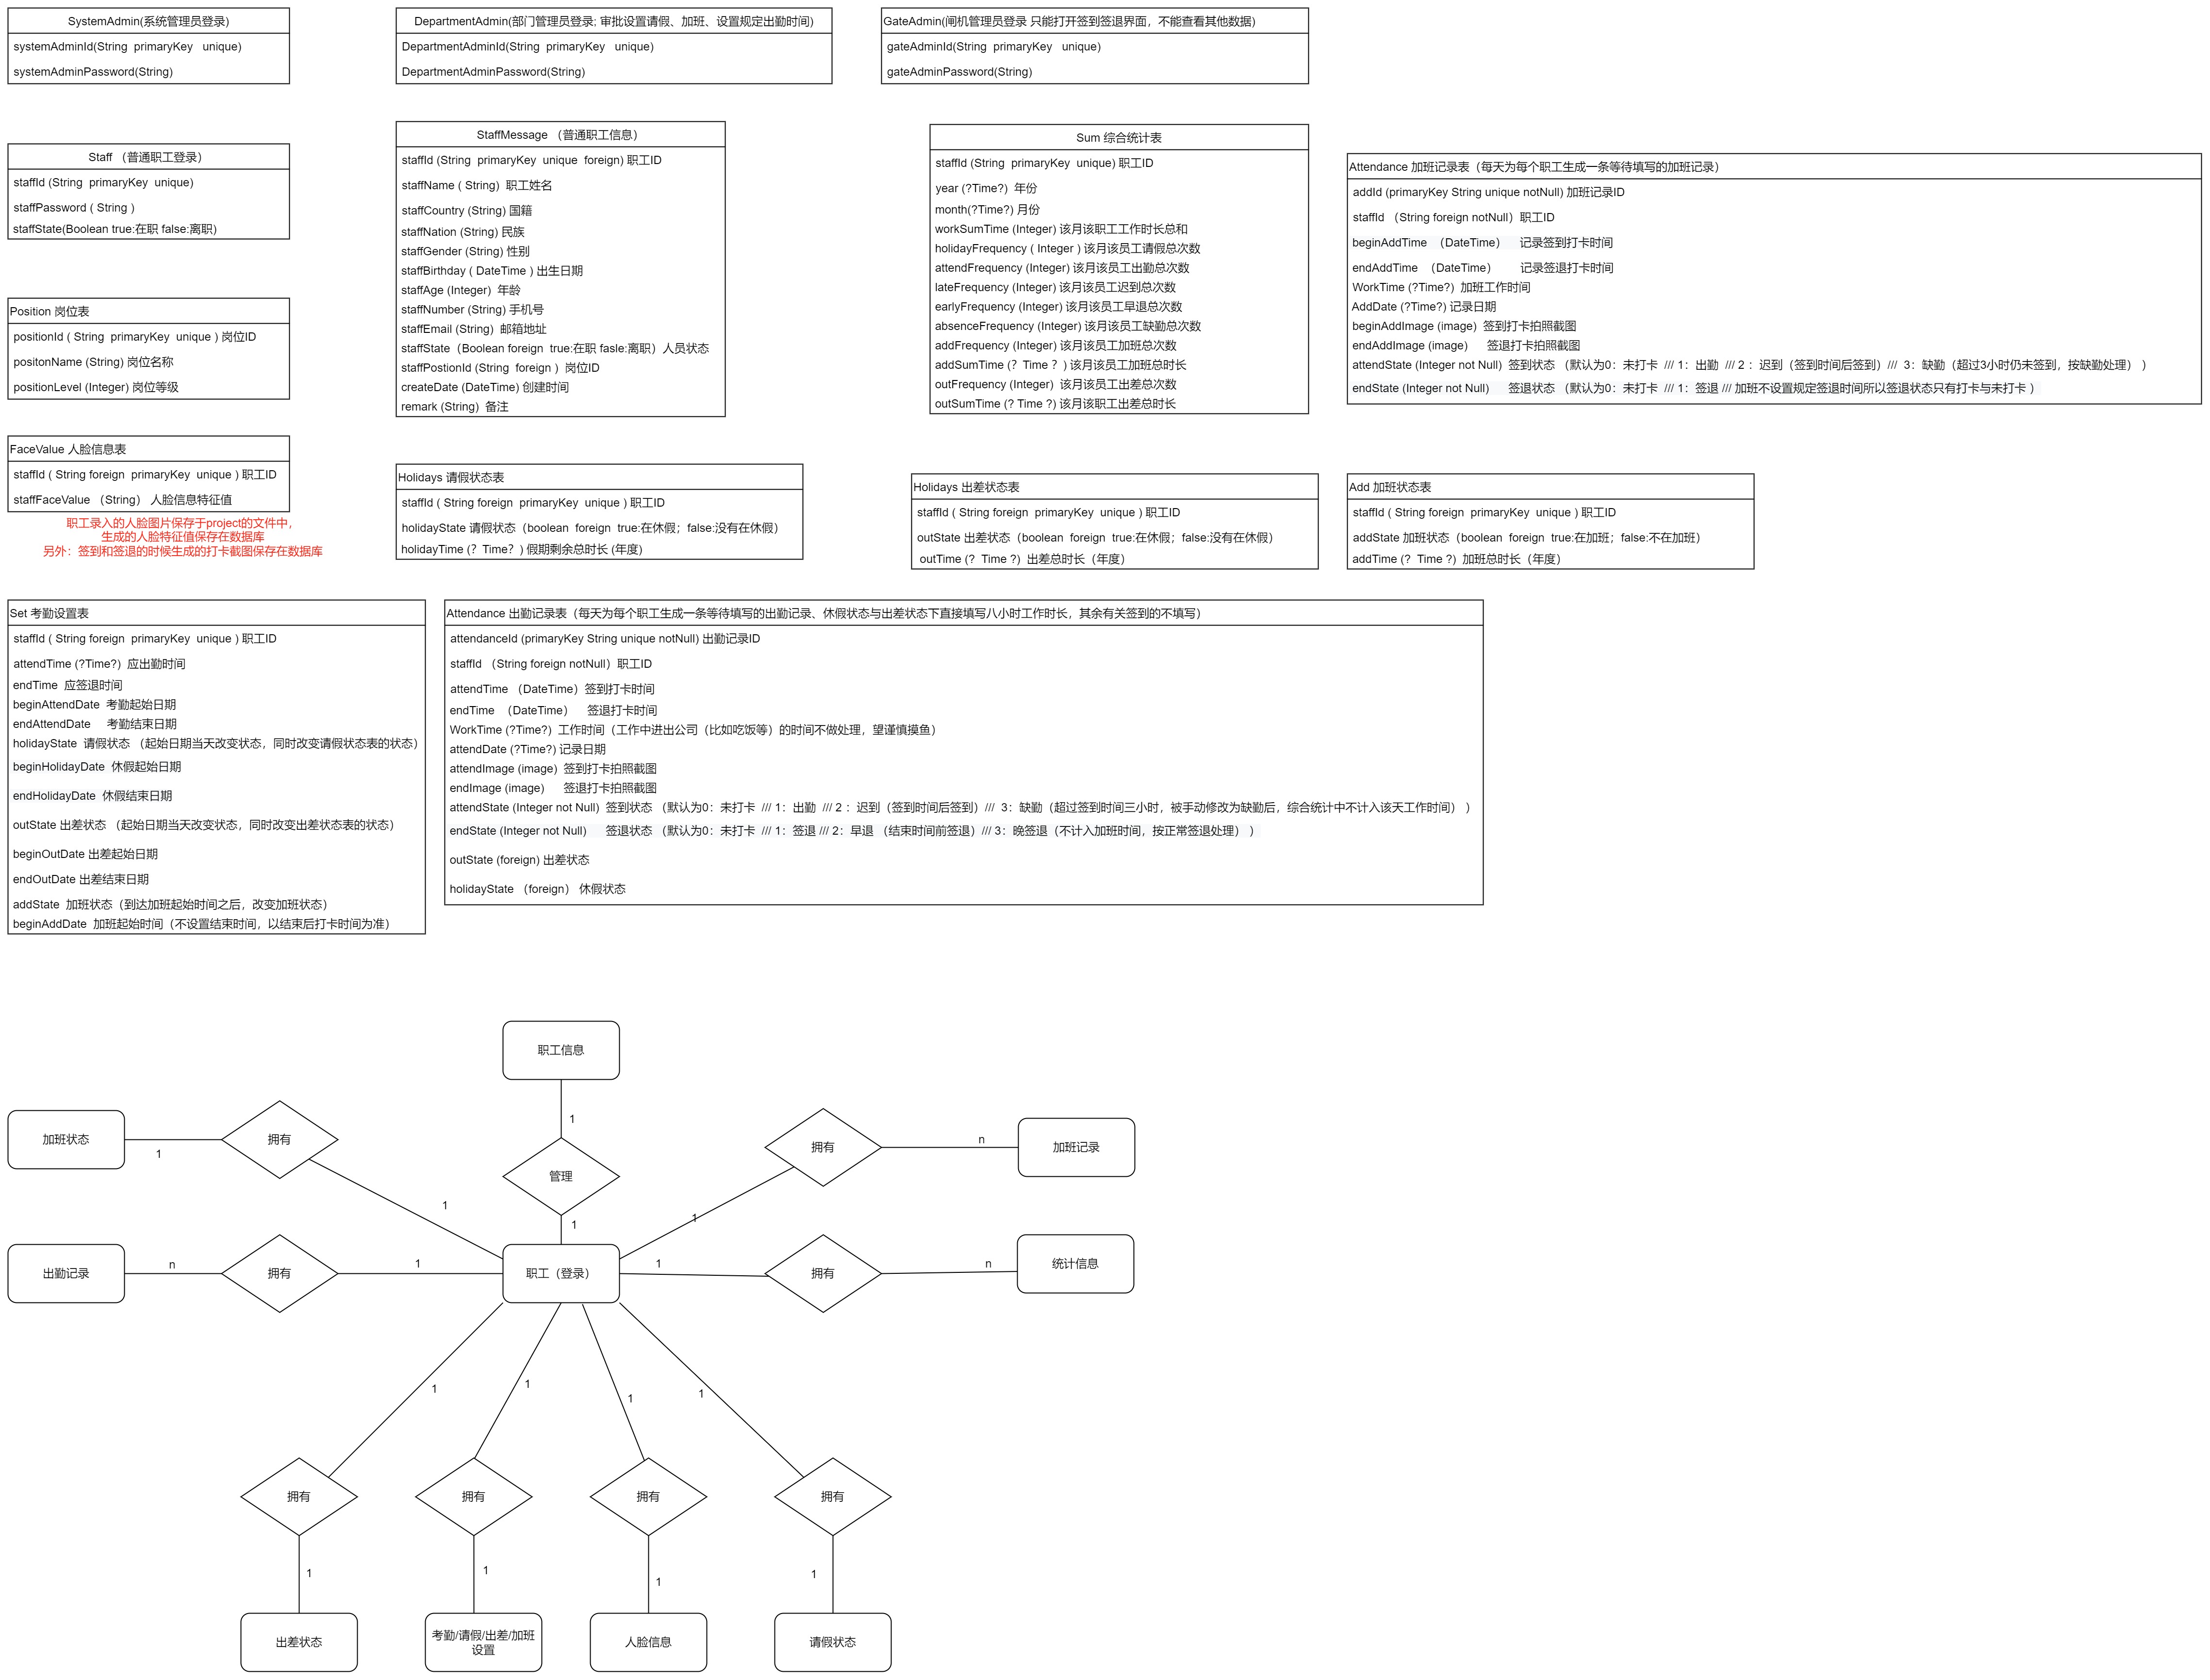 SystemAdmin(系统管理员登录)
systemAdminId(String  primaryKey   unique)
systemAdminPassword(String)
DepartmentAdmin(部门管理员登录; 审批设置请假、加班、设置规定出勤时间)
DepartmentAdminId(String  primaryKey   unique)
DepartmentAdminPassword(String)
GateAdmin(闸机管理员登录 只能打开签到签退界面，不能查看其他数据)
gateAdminId(String  primaryKey   unique)
gateAdminPassword(String)
Staff （普通职工登录）
staffId (String  primaryKey  unique)
staffPassword ( String )
staffState(Boolean true:在职 false:离职)
StaffMessage （普通职工信息）
staffId (String  primaryKey  unique  foreign) 职工ID
staffName ( String)  职工姓名
staffCountry (String) 国籍
staffNation (String) 民族
staffGender (String) 性别
staffBirthday ( DateTime ) 出生日期
staffAge (Integer)  年龄
staffNumber (String) 手机号
staffEmail (String)  邮箱地址
staffState（Boolean foreign  true:在职 fasle:离职）人员状态
staffPostionId (String  foreign )  岗位ID
createDate (DateTime) 创建时间
remark (String)  备注
Sum 综合统计表
staffId (String  primaryKey  unique) 职工ID
year (?Time?)  年份
month(?Time?) 月份
workSumTime (Integer) 该月该职工工作时长总和
holidayFrequency ( Integer ) 该月该员工请假总次数
attendFrequency (Integer) 该月该员工出勤总次数
lateFrequency (Integer) 该月该员工迟到总次数
earlyFrequency (Integer) 该月该员工早退总次数
absenceFrequency (Integer) 该月该员工缺勤总次数
addFrequency (Integer) 该月该员工加班总次数
addSumTime (？ Time ？) 该月该员工加班总时长
outFrequency (Integer)  该月该员工出差总次数
outSumTime (? Time ?) 该月该职工出差总时长
Attendance 加班记录表（每天为每个职工生成一条等待填写的加班记录）
addId (primaryKey String unique notNull) 加班记录ID
staffId （String foreign notNull）职工ID
beginAddTime  （DateTime）    记录签到打卡时间
endAddTime  （DateTime）      记录签退打卡时间
WorkTime (?Time?)  加班工作时间
AddDate (?Time?) 记录日期
beginAddImage (image)  签到打卡拍照截图
endAddImage (image)      签退打卡拍照截图
attendState (Integer not Null)  签到状态 （默认为0：未打卡  /// 1：出勤  /// 2 ：迟到（签到时间后签到）///  3：缺勤（超过3小时仍未签到，按缺勤处理） ）
endState (Integer not Null)      签退状态 （默认为0：未打卡  /// 1：签退 /// 加班不设置规定签退时间所以签退状态只有打卡与未打卡 ）
Position 岗位表
positionId ( String  primaryKey  unique ) 岗位ID
positonName (String) 岗位名称
positionLevel (Integer) 岗位等级
FaceValue 人脸信息表
staffId ( String foreign  primaryKey  unique ) 职工ID
staffFaceValue （String） 人脸信息特征值
职工录入的人脸图片保存于project的文件中，
生成的人脸特征值保存在数据库
另外：签到和签退的时候生成的打卡截图保存在数据库
Holidays 请假状态表
staffId ( String foreign  primaryKey  unique ) 职工ID
holidayState 请假状态（boolean  foreign  true:在休假；false:没有在休假）
holidayTime (？Time？) 假期剩余总时长 (年度)
Holidays 出差状态表
staffId ( String foreign  primaryKey  unique ) 职工ID
outState 出差状态（boolean  foreign  true:在休假；false:没有在休假）
outTime (？Time ?)  出差总时长（年度）
Add 加班状态表
staffId ( String foreign  primaryKey  unique ) 职工ID
addState 加班状态（boolean  foreign  true:在加班；false:不在加班）
addTime (？Time ?)  加班总时长（年度）
Set 考勤设置表
staffId ( String foreign  primaryKey  unique ) 职工ID
attendTime (?Time?)  应出勤时间
endTime  应签退时间
beginAttendDate  考勤起始日期
endAttendDate     考勤结束日期
holidayState  请假状态 （起始日期当天改变状态，同时改变请假状态表的状态）
beginHolidayDate  休假起始日期
endHolidayDate  休假结束日期
outState 出差状态 （起始日期当天改变状态，同时改变出差状态表的状态）
beginOutDate 出差起始日期
endOutDate 出差结束日期
addState  加班状态（到达加班起始时间之后，改变加班状态）
beginAddDate  加班起始时间（不设置结束时间，以结束后打卡时间为准）
Attendance 出勤记录表（每天为每个职工生成一条等待填写的出勤记录、休假状态与出差状态下直接填写八小时工作时长，其余有关签到的不填写）
attendanceId (primaryKey String unique notNull) 出勤记录ID
staffId （String foreign notNull）职工ID
attendTime （DateTime）签到打卡时间
endTime  （DateTime）   签退打卡时间
WorkTime (?Time?)  工作时间（工作中进出公司（比如吃饭等）的时间不做处理，望谨慎摸鱼）
attendDate (?Time?) 记录日期
attendImage (image)  签到打卡拍照截图
endImage (image)      签退打卡拍照截图
attendState (Integer not Null)  签到状态 （默认为0：未打卡  /// 1：出勤  /// 2 ：迟到（签到时间后签到）///  3：缺勤（超过签到时间三小时，被手动修改为缺勤后，综合统计中不计入该天工作时间） ）
endState (Integer not Null)      签退状态 （默认为0：未打卡  /// 1：签退 /// 2：早退 （结束时间前签退）/// 3：晚签退（不计入加班时间，按正常签退处理） ）
outState (foreign) 出差状态
holidayState （foreign） 休假状态
职工信息
1
管理
1
加班状态
1
拥有
1
拥有
n
加班记录
1
出勤记录
n
拥有
1
职工（登录）
1
拥有
n
统计信息
1
1
1
1
拥有
拥有
拥有
拥有
1
1
1
1
出差状态
考勤/请假/出差/加班
设置
人脸信息
请假状态